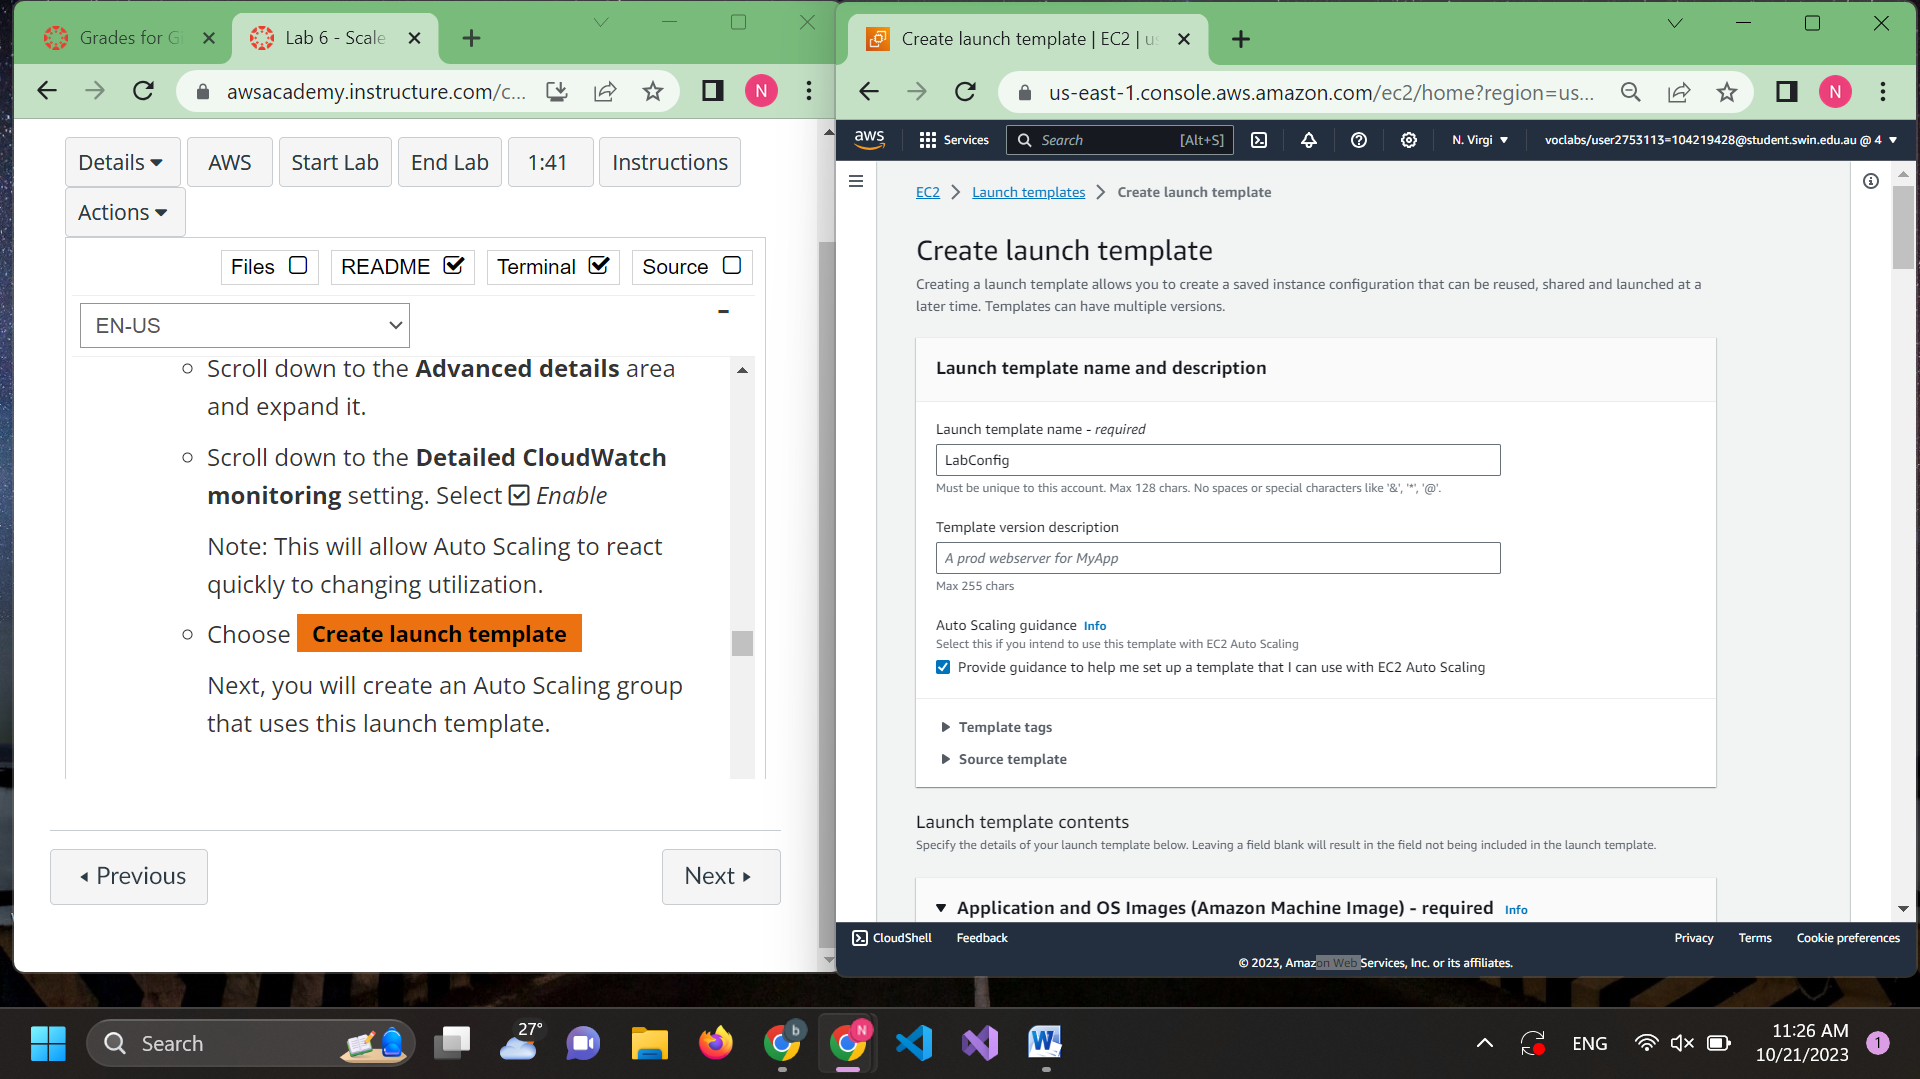 Grades for Gi
Lab 6 - Scale
awsacademy.instructure.com/c...
N
Details
AWS
Start Lab
End Lab
1:41
Instructions
Actions
Files
README
Terminal
Source
EN-US
Scroll down to the Advanced details area
and expand it.
Scroll down to the Detailed CloudWatch
monitoring setting. Select Enable
Note: This will allow Auto Scaling to react
quickly to changing utilization.
Choose Create launch template
Next, you will create an Auto Scaling group
that uses this launch template.
Previous
Next
Create launch template | EC2 | us
us-east-1.console.aws.amazon.com/ec2/home?region=us...
N
aws
Services
Search
[Alt+S]
N. Virgi
voclabs/user2753113=104219428@student.swin.edu.au @ 4
EC2
Launch templates
Create launch template
Create launch template
Creating a launch template allows you to create a saved instance configuration that can be reused, shared and launched at a
later time. Templates can have multiple versions.
Launch template name and description
Launch template name - required
LabConfig
Must be unique to this account. Max 128 chars. No spaces or special characters like '&', '*', '@'.
Template version description
A prod webserver for MyApp
Max 255 chars
Auto Scaling guidance Info
Select this if you intend to use this template with EC2 Auto Scaling
Provide guidance to help me set up a template that I can use with EC2 Auto Scaling
Template tags
Source template
Launch template contents
Specify the details of your launch template below. Leaving a field blank will result in the field not being included in the launch template.
Application and OS Images (Amazon Machine Image) - required Info
CloudShell
Feedback
Privacy
Terms
Cookie preferences
© 2023, Amazon Web Services, Inc. or its affiliates.
Search
27°
b
N
W
ENG
11:26 AM
10/21/2023
1